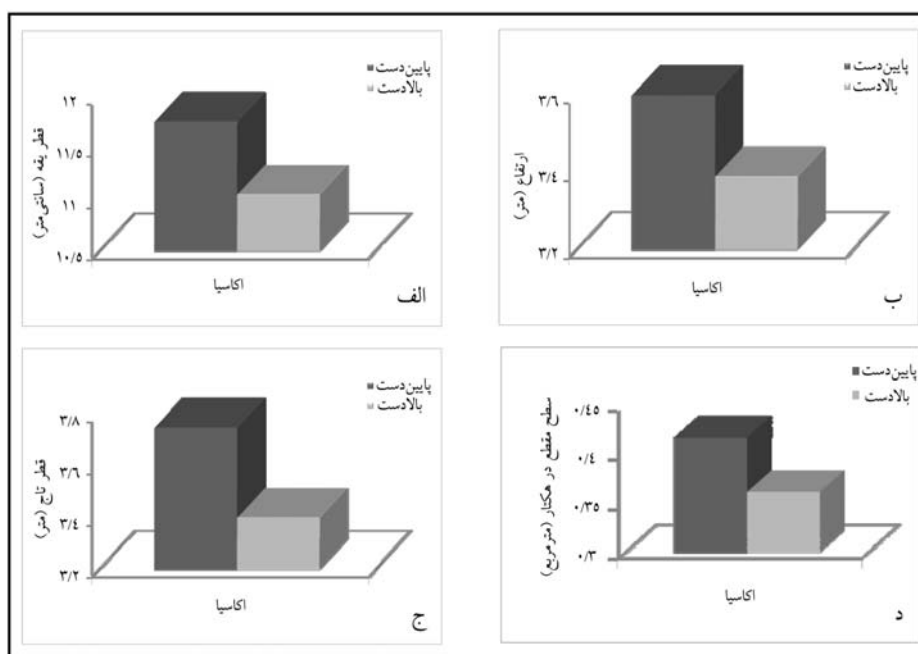 پایین‌دست
بالادست
قطر یقه (سانتی‌متر)
۱۲
۱۱/۵
۱۱
۱۰/۵
اکاسیا
الف
پایین‌دست
بالادست
ارتفاع (متر)
۳/۶
۳/۴
۳/۲
اکاسیا
ب
پایین‌دست
بالادست
قطر تاج (متر)
۳/۸
۳/۶
۳/۴
۳/۲
اکاسیا
ج
پایین‌دست
بالادست
سطح مقطع در هکتار (مترمربع)
۰/۴۵
۰/۴
۰/۳۵
۰/۳
اکاسیا
د